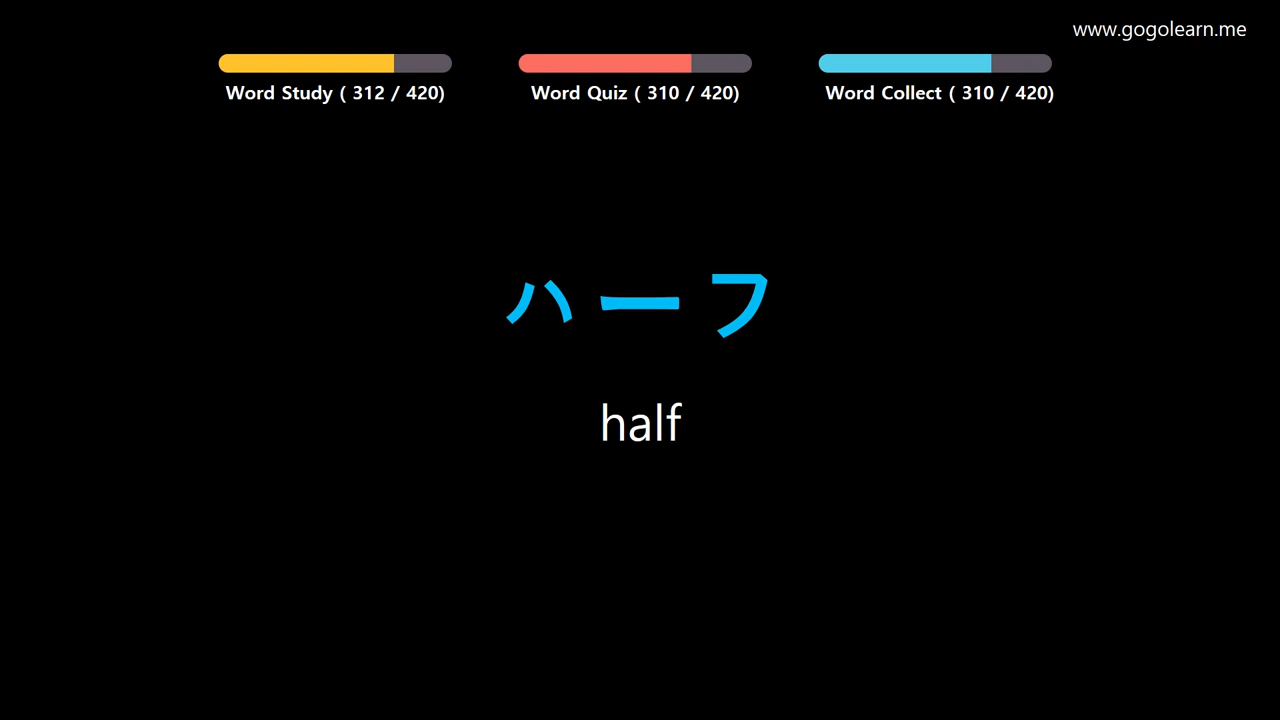 www.gogolearn.me
Word Study ( 312 / 420)
Word Quiz ( 310 / 420)
Word Collect ( 310 / 420)
ハーフ
half